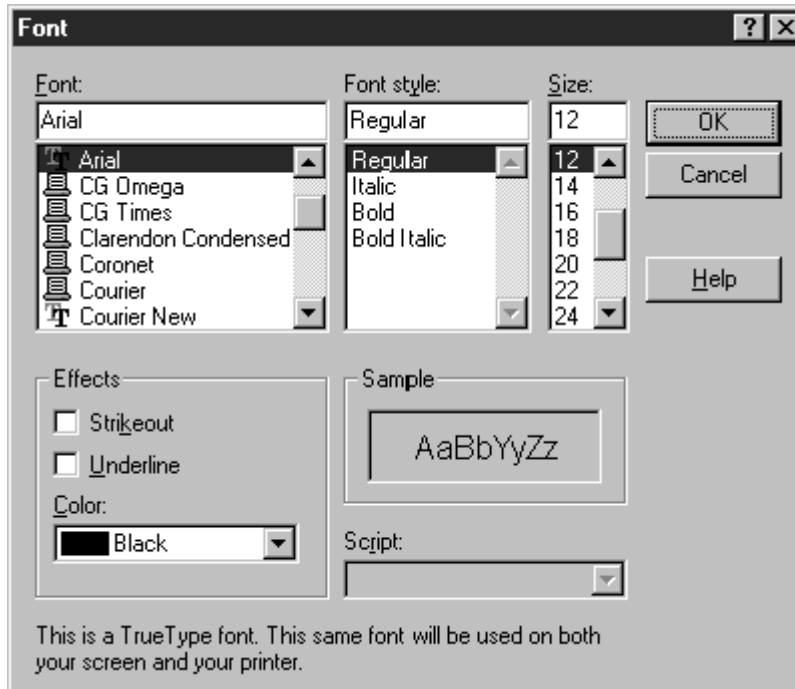 Font
Font:
Font style:
Size:
Arial
Regular
12
OK
Cancel
Help
Arial
CG Omega
CG Times
Clarendon Condensed
Coronet
Courier
Courier New
Regular
Italic
Bold
Bold Italic
12
14
16
18
20
22
24
Effects
Strikeout
Underline
Color:
Black
Sample
AaBbYyZz
Script:
This is a TrueType font. This same font will be used on both
your screen and your printer.